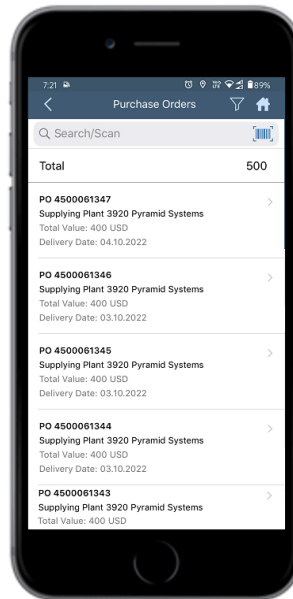 7:21 89%
Purchase Orders
Search/Scan
Total 500
PO 4500061347
Supplying Plant 3920 Pyramid Systems
Total Value: 400 USD
Delivery Date: 04.10.2022
PO 4500061346
Supplying Plant 3920 Pyramid Systems
Total Value: 400 USD
Delivery Date: 03.10.2022
PO 4500061345
Supplying Plant 3920 Pyramid Systems
Total Value: 400 USD
Delivery Date: 03.10.2022
PO 4500061344
Supplying Plant 3920 Pyramid Systems
Total Value: 400 USD
Delivery Date: 03.10.2022
PO 4500061343
Supplying Plant 3920 Pyramid Systems
Total Value: 400 USD